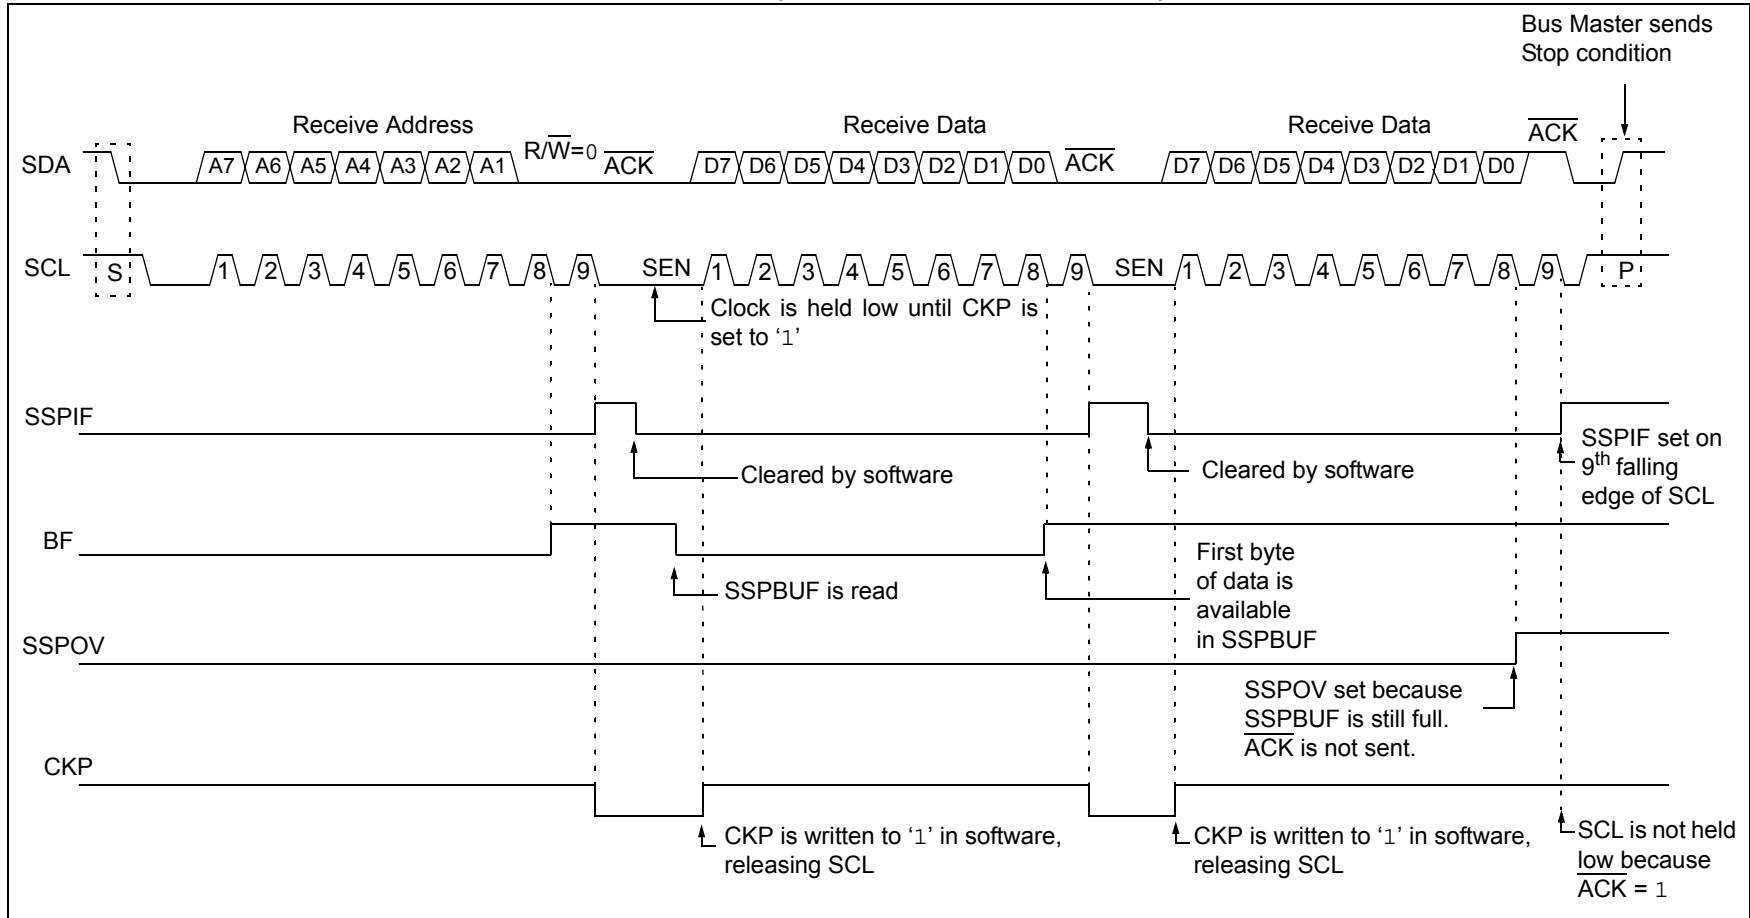 Bus Master sends
Stop condition
Receive Address
Receive Data
Receive Data
ACK
SDA
A7 A6 A5 A4 A3 A2 A1
R/W=0
ACK
D7 D6 D5 D4 D3 D2 D1 D0
ACK
D7 D6 D5 D4 D3 D2 D1 D0
SCL
S
1 2 3 4 5 6 7 8 9
SEN
1 2 3 4 5 6 7 8 9
SEN
1 2 3 4 5 6 7 8 9
P
Clock is held low until CKP is
set to ‘1’
SSPIF
Cleared by software
Cleared by software
SSPIF set on
9th falling
edge of SCL
BF
SSPBUF is read
First byte
of data is
available
in SSPBUF
SSPOV
SSPOV set because
SSPBUF is still full.
ACK is not sent.
CKP
CKP is written to ‘1’ in software,
releasing SCL
CKP is written to ‘1’ in software,
releasing SCL
SCL is not held
low because
ACK = 1